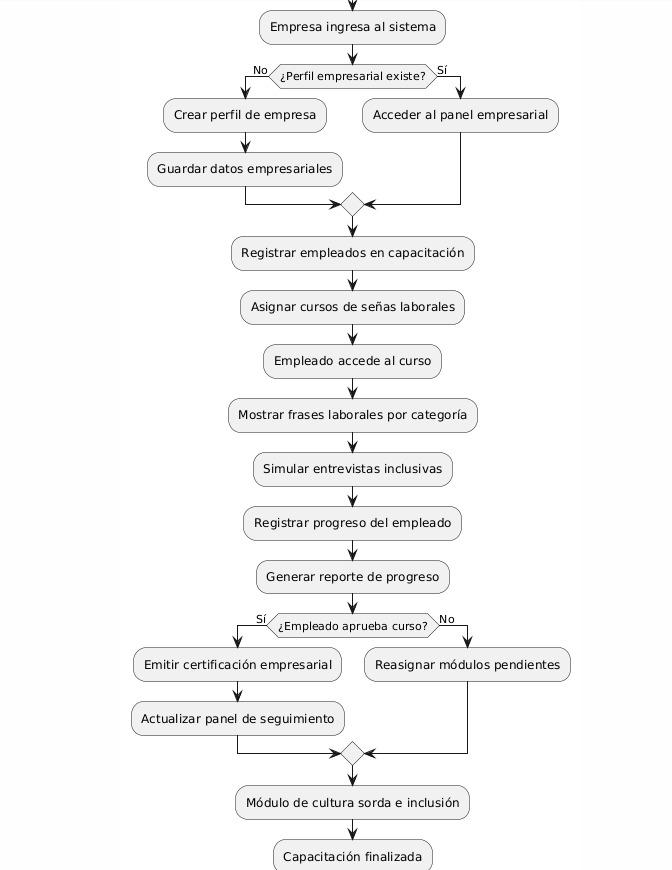 Empresa ingresa al sistema
No
¿Perfil empresarial existe?
Sí
Crear perfil de empresa
Acceder al panel empresarial
Guardar datos empresariales
Registrar empleados en capacitación
Asignar cursos de señas laborales
Empleado accede al curso
Mostrar frases laborales por categoría
Simular entrevistas inclusivas
Registrar progreso del empleado
Generar reporte de progreso
Sí
¿Empleado aprueba curso?
No
Emitir certificación empresarial
Reasignar módulos pendientes
Actualizar panel de seguimiento
Módulo de cultura sorda e inclusión
Capacitación finalizada